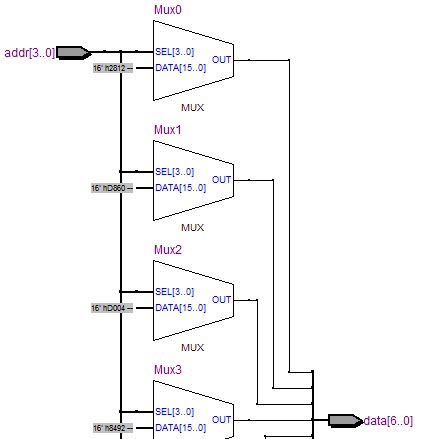 Mux0
addr[3..0]
SEL[3..0]
OUT
16' h2812 --
DATA[15..0]
MUX
Mux1
SEL[3..0]
OUT
16' hD860 --
DATA[15..0]
MUX
Mux2
SEL[3..0]
OUT
16' hD004 --
DATA[15..0]
MUX
Mux3
SEL[3..0]
OUT
data[6..0]
16' h8492 --
DATA[15..0]